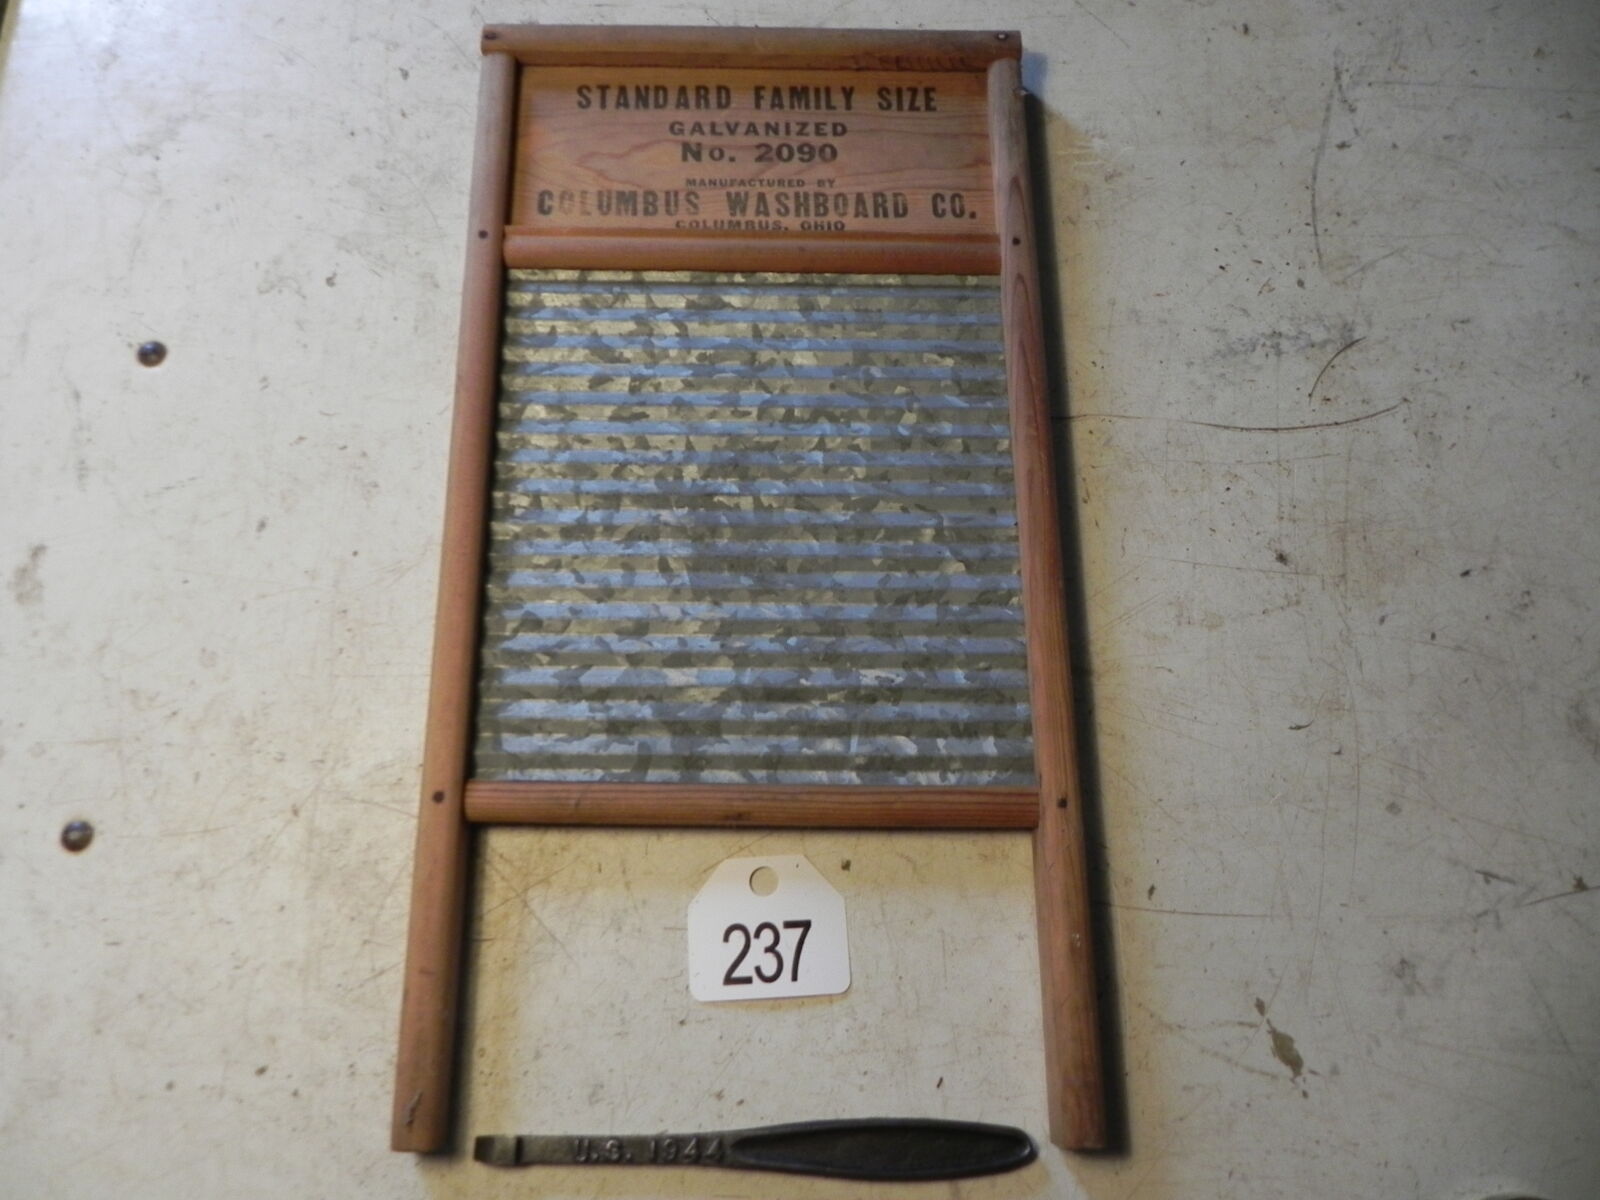 STANDARD FAMILY SIZE
GALVANIZED
No. 2090
MANUFACTURED BY
COLUMBUS WASHBOARD CO.
COLUMBUS, OHIO
237
U.S. 1944